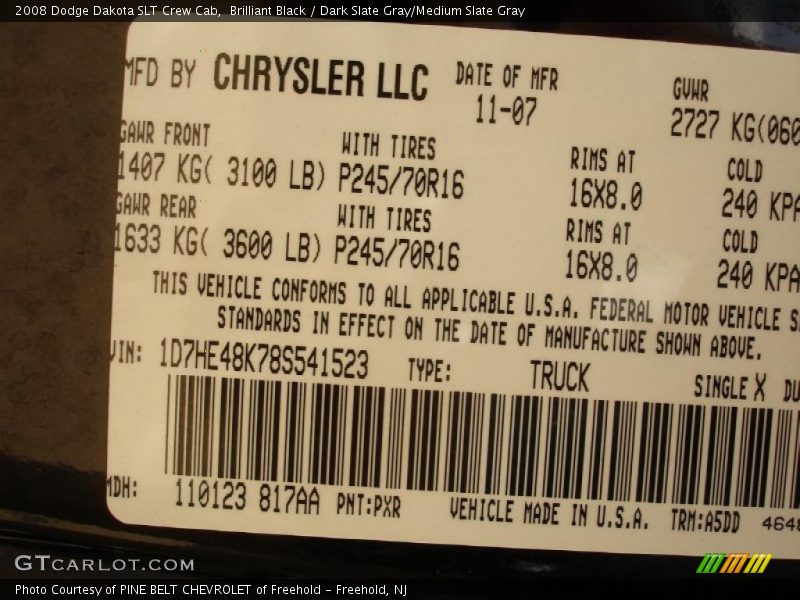 2008 Dodge Dakota SLT Crew Cab,  Brilliant Black / Dark Slate Gray/Medium Slate Gray
MFD BY CHRYSLER LLC DATE OF MFR GVWR
11-07 2727 KG(060
GAWR FRONT WITH TIRES RIMS AT COLD
1407 KG( 3100 LB) P245/70R16 16X8.0 240 KPA
GAWR REAR WITH TIRES RIMS AT COLD
1633 KG( 3600 LB) P245/70R16 16X8.0 240 KPA
THIS VEHICLE CONFORMS TO ALL APPLICABLE U.S.A. FEDERAL MOTOR VEHICLE S
STANDARDS IN EFFECT ON THE DATE OF MANUFACTURE SHOWN ABOVE.
VIN: 1D7HE48K78S541523 TYPE: TRUCK SINGLE X DU
MDH: 110123 817AA PNT:PXR VEHICLE MADE IN U.S.A. TRM:A5DD 4648
GTCARLOT.COM
Photo Courtesy of PINE BELT CHEVROLET of Freehold - Freehold, NJ